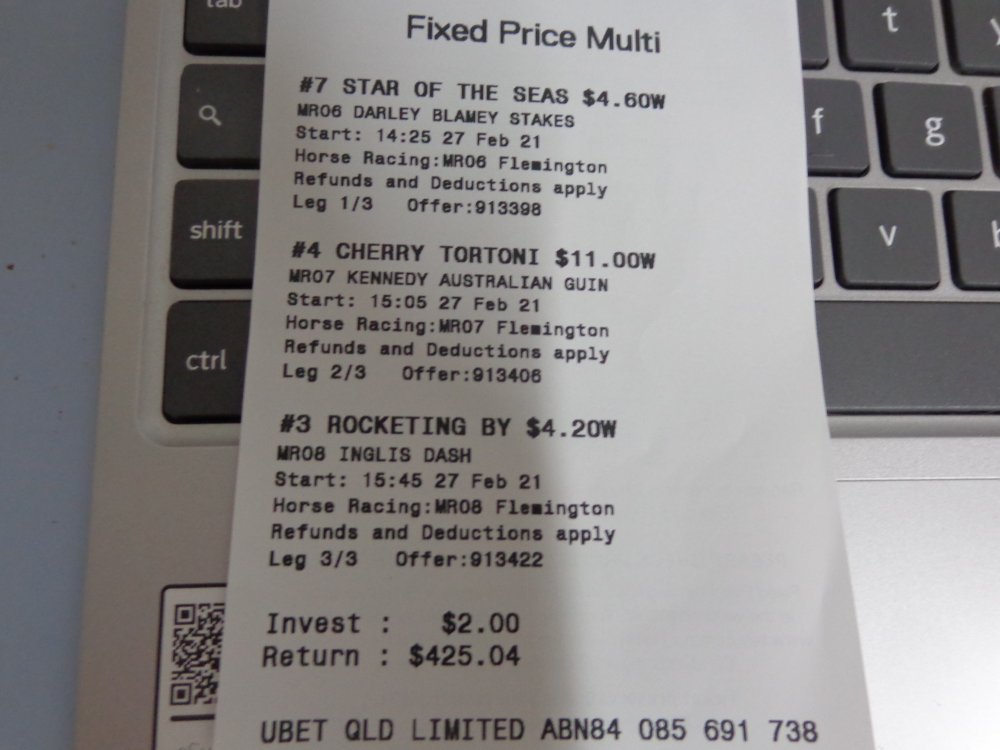 tab
t
f
g
shift
v
ctrl
Fixed Price Multi
#7 STAR OF THE SEAS $4.60W
MR06 DARLEY BLAMEY STAKES
Start: 14:25 27 Feb 21
Horse Racing:MR06 Flemington
Refunds and Deductions apply
Leg 1/3 Offer:913398
#4 CHERRY TORTONI $11.00W
MR07 KENNEDY AUSTRALIAN GUIN
Start: 15:05 27 Feb 21
Horse Racing:MR07 Flemington
Refunds and Deductions apply
Leg 2/3 Offer:913406
#3 ROCKETING BY $4.20W
MR08 INGLIS DASH
Start: 15:45 27 Feb 21
Horse Racing:MR08 Flemington
Refunds and Deductions apply
Leg 3/3 Offer:913422
Invest : $2.00
Return : $425.04
UBET QLD LIMITED ABN84 085 691 738